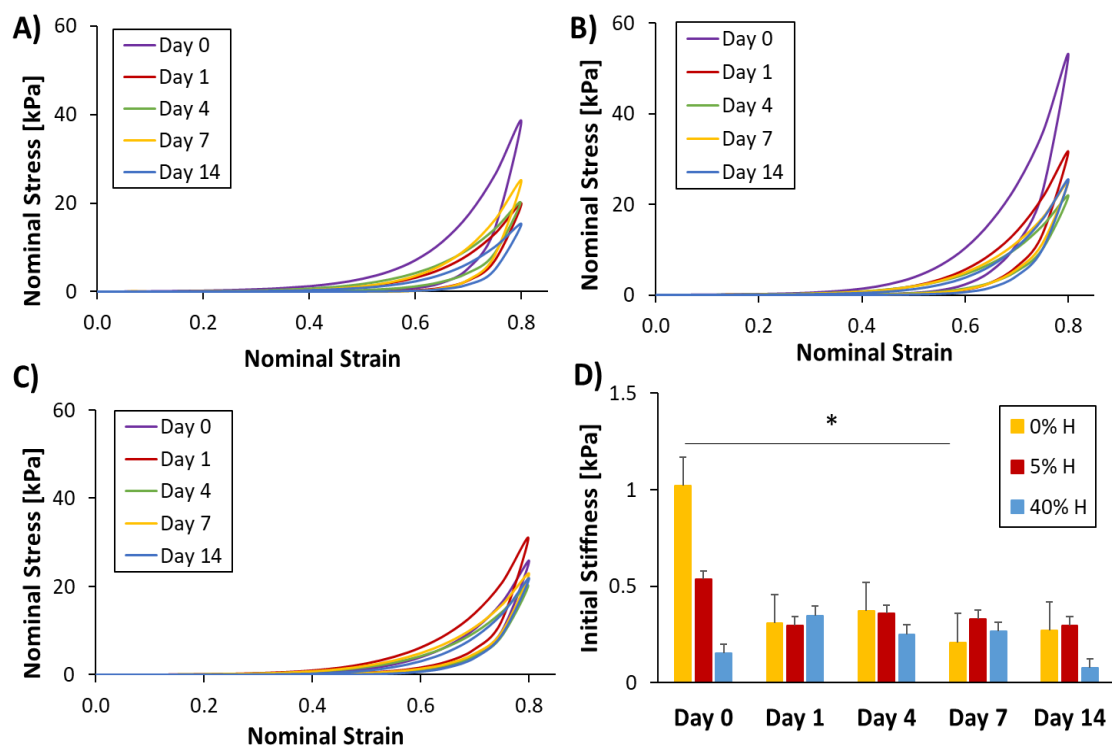 A)
60
40
20
0
0.0 0.2 0.4 0.6 0.8
Nominal Stress [kPa]
Nominal Strain
Day 0
Day 1
Day 4
Day 7
Day 14
B)
60
40
20
0
0.0 0.2 0.4 0.6 0.8
Nominal Stress [kPa]
Nominal Strain
Day 0
Day 1
Day 4
Day 7
Day 14
C)
60
40
20
0
0.0 0.2 0.4 0.6 0.8
Nominal Stress [kPa]
Nominal Strain
Day 0
Day 1
Day 4
Day 7
Day 14
D)
1.5
1
0.5
0
Initial Stiffness [kPa]
*
0% H
5% H
40% H
Day 0 Day 1 Day 4 Day 7 Day 14